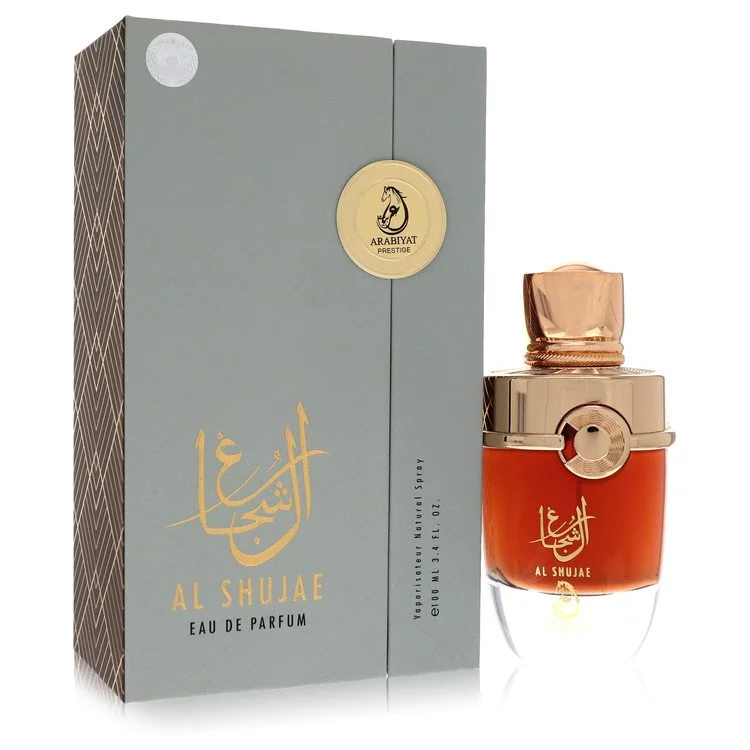 عربيات
ARABIYAT
PRESTIGE
الشجاع
AL SHUJAE
EAU DE PARFUM
Vaporisateur Natural Spray
e100 ML 3.4 FL. OZ.
الشجاع
AL SHUJAE